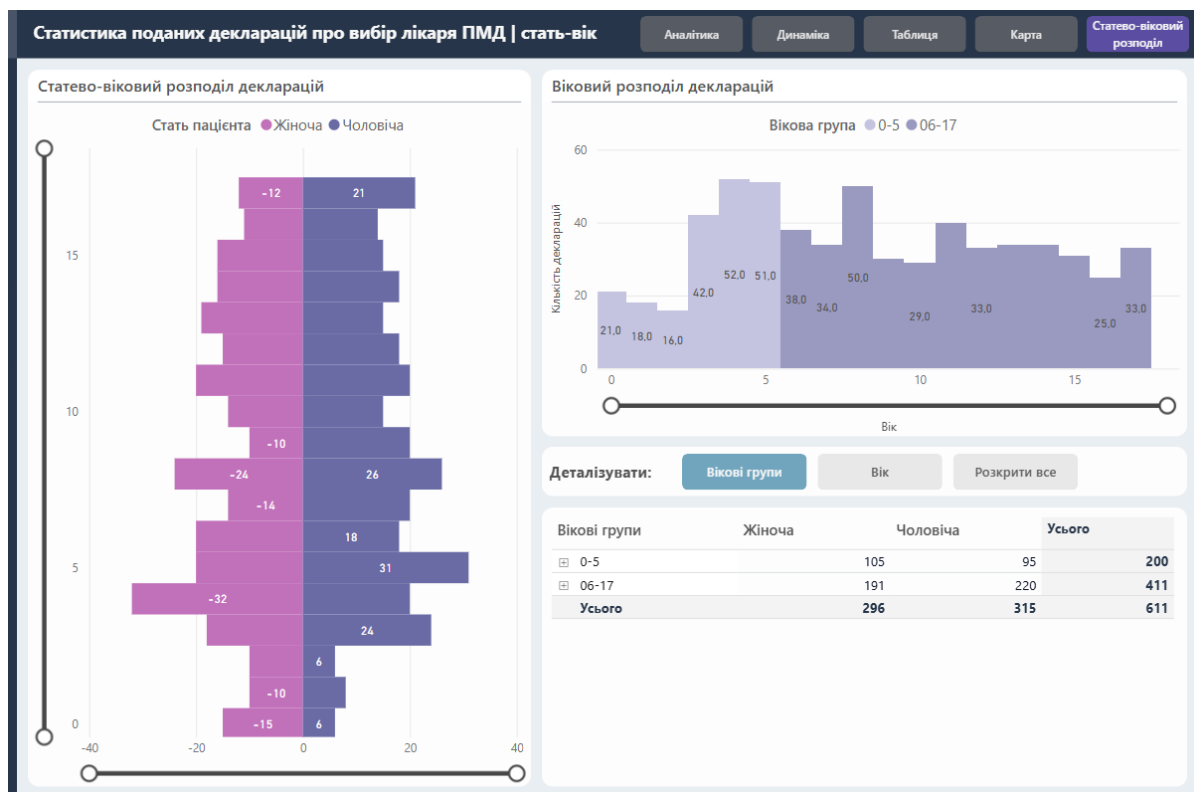 Статистика поданих декларацій про вибір лікаря ПМД | стать-вік
Аналітика
Динаміка
Таблиця
Карта
Статево-віковий
розподіл
Статево-віковий розподіл декларацій
Стать пацієнта Жіноча Чоловіча
-12 21
15
10
-10
-24 26
-14
18
5 31
-32
24
6
-10
0 -15 6
-40 -20 0 20 40
Віковий розподіл декларацій
Вікова група 0-5 06-17
Кількість декларацій
60
40
20
0
21,0 18,0 16,0 42,0 52,0 51,0 38,0 34,0 50,0 29,0 33,0 25,0 33,0
0 5 10 15
Вік
Деталізувати: Вікові групи Вік Розкрити все
Вікові групи Жіноча Чоловіча Усього
0-5 105 95 200
06-17 191 220 411
Усього 296 315 611